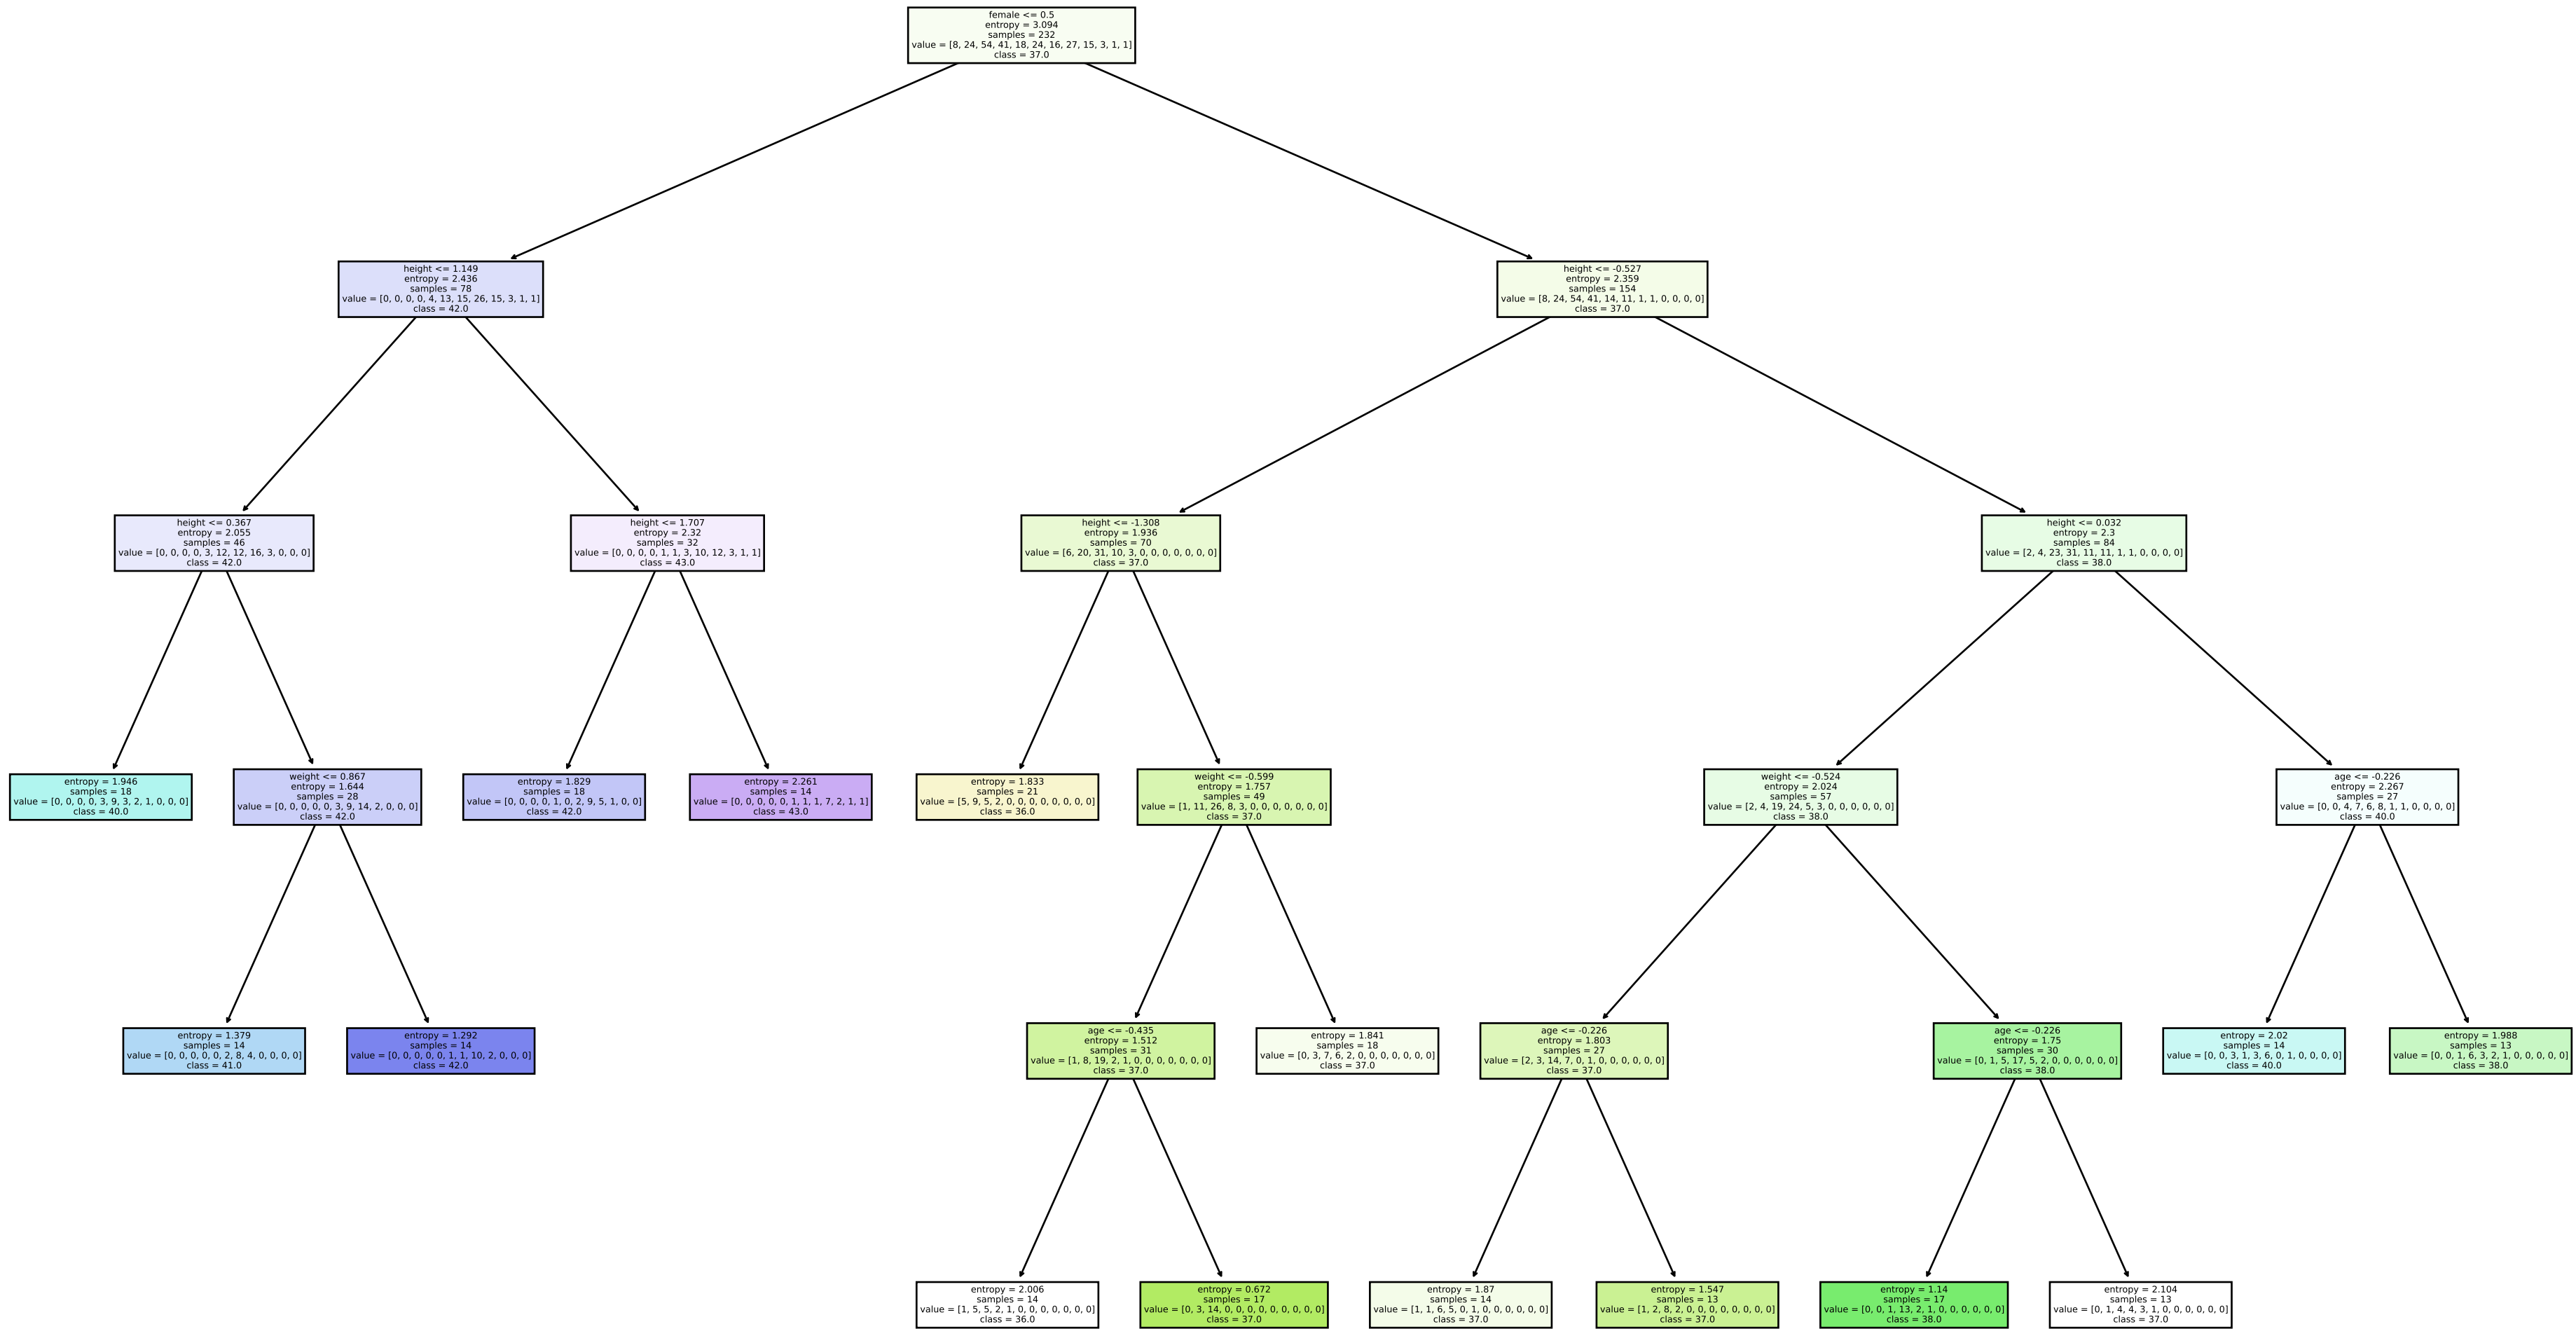 female <= 0.5
entropy = 3.094
samples = 232
value = [8, 24, 54, 41, 18, 24, 16, 27, 15, 3, 1, 1]
class = 37.0
height <= 1.149
entropy = 2.436
samples = 78
value = [0, 0, 0, 0, 4, 13, 15, 26, 15, 3, 1, 1]
class = 42.0
height <= -0.527
entropy = 2.359
samples = 154
value = [8, 24, 54, 41, 14, 11, 1, 1, 0, 0, 0, 0]
class = 37.0
height <= 0.367
entropy = 2.055
samples = 46
value = [0, 0, 0, 0, 3, 12, 12, 16, 3, 0, 0, 0]
class = 42.0
height <= 1.707
entropy = 2.32
samples = 32
value = [0, 0, 0, 0, 1, 1, 3, 10, 12, 3, 1, 1]
class = 43.0
height <= -1.308
entropy = 1.936
samples = 70
value = [6, 20, 31, 10, 3, 0, 0, 0, 0, 0, 0, 0]
class = 37.0
height <= 0.032
entropy = 2.3
samples = 84
value = [2, 4, 23, 31, 11, 11, 1, 1, 0, 0, 0, 0]
class = 38.0
entropy = 1.946
samples = 18
value = [0, 0, 0, 0, 3, 9, 3, 2, 1, 0, 0, 0]
class = 40.0
weight <= 0.867
entropy = 1.644
samples = 28
value = [0, 0, 0, 0, 0, 3, 9, 14, 2, 0, 0, 0]
class = 42.0
entropy = 1.829
samples = 18
value = [0, 0, 0, 0, 1, 0, 2, 9, 5, 1, 0, 0]
class = 42.0
entropy = 2.261
samples = 14
value = [0, 0, 0, 0, 0, 1, 1, 1, 7, 2, 1, 1]
class = 43.0
entropy = 1.833
samples = 21
value = [5, 9, 5, 2, 0, 0, 0, 0, 0, 0, 0, 0]
class = 36.0
weight <= -0.599
entropy = 1.757
samples = 49
value = [1, 11, 26, 8, 3, 0, 0, 0, 0, 0, 0, 0]
class = 37.0
weight <= -0.524
entropy = 2.024
samples = 57
value = [2, 4, 19, 24, 5, 3, 0, 0, 0, 0, 0, 0]
class = 38.0
age <= -0.226
entropy = 2.267
samples = 27
value = [0, 0, 4, 7, 6, 8, 1, 1, 0, 0, 0, 0]
class = 40.0
entropy = 1.379
samples = 14
value = [0, 0, 0, 0, 0, 2, 8, 4, 0, 0, 0, 0]
class = 41.0
entropy = 1.292
samples = 14
value = [0, 0, 0, 0, 0, 1, 1, 10, 2, 0, 0, 0]
class = 42.0
age <= -0.435
entropy = 1.512
samples = 31
value = [1, 8, 19, 2, 1, 0, 0, 0, 0, 0, 0, 0]
class = 37.0
entropy = 1.841
samples = 18
value = [0, 3, 7, 6, 2, 0, 0, 0, 0, 0, 0, 0]
class = 37.0
age <= -0.226
entropy = 1.803
samples = 27
value = [2, 3, 14, 7, 0, 1, 0, 0, 0, 0, 0, 0]
class = 37.0
age <= -0.226
entropy = 1.75
samples = 30
value = [0, 1, 5, 17, 5, 2, 0, 0, 0, 0, 0, 0]
class = 38.0
entropy = 2.02
samples = 14
value = [0, 0, 3, 1, 3, 6, 0, 1, 0, 0, 0, 0]
class = 40.0
entropy = 1.988
samples = 13
value = [0, 0, 1, 6, 3, 2, 1, 0, 0, 0, 0, 0]
class = 38.0
entropy = 2.006
samples = 14
value = [1, 5, 5, 2, 1, 0, 0, 0, 0, 0, 0, 0]
class = 36.0
entropy = 0.672
samples = 17
value = [0, 3, 14, 0, 0, 0, 0, 0, 0, 0, 0, 0]
class = 37.0
entropy = 1.87
samples = 14
value = [1, 1, 6, 5, 0, 1, 0, 0, 0, 0, 0, 0]
class = 37.0
entropy = 1.547
samples = 13
value = [1, 2, 8, 2, 0, 0, 0, 0, 0, 0, 0, 0]
class = 37.0
entropy = 1.14
samples = 17
value = [0, 0, 1, 13, 2, 1, 0, 0, 0, 0, 0, 0]
class = 38.0
entropy = 2.104
samples = 13
value = [0, 1, 4, 4, 3, 1, 0, 0, 0, 0, 0, 0]
class = 37.0